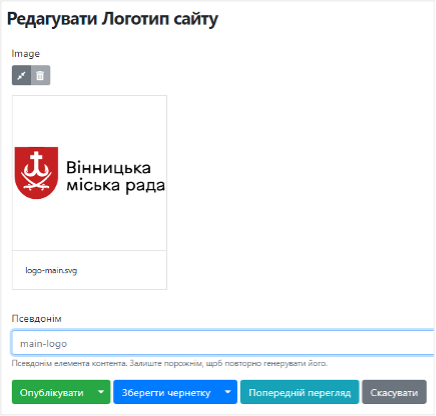 Редагувати Логотип сайту
Image
Вінницька
міська рада
logo-main.svg
Псевдонім
main-logo
Псевдонім елемента контента. Залиште порожнім, щоб повторно генерувати його.
Опублікувати Зберегти чернетку Попередній перегляд Скасувати